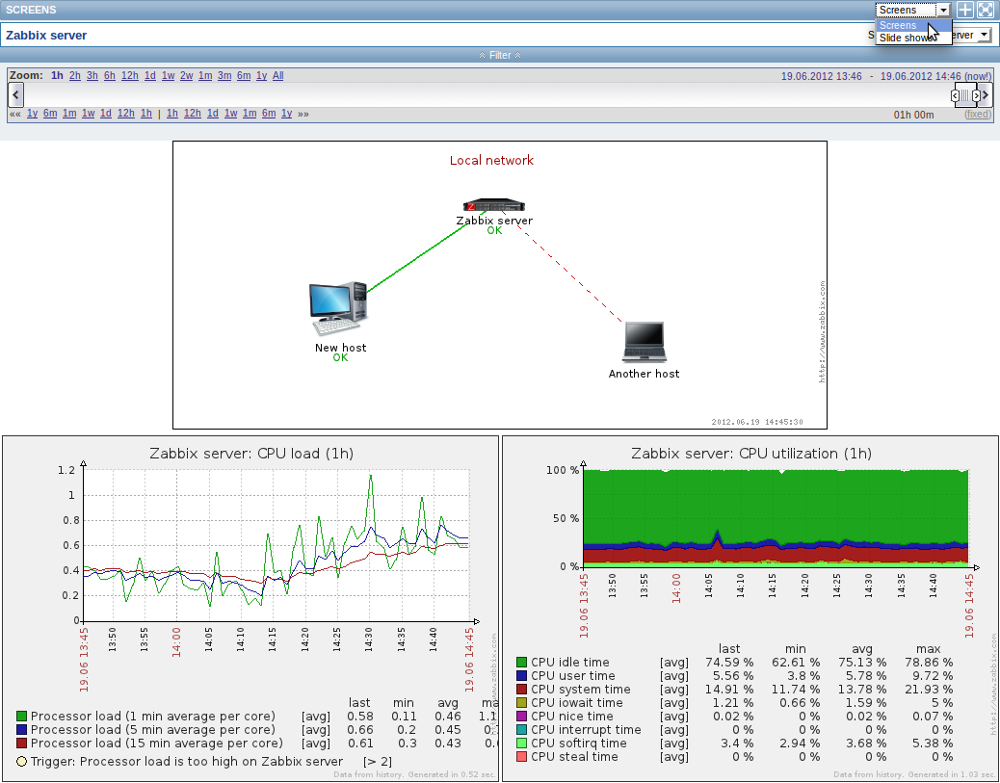 SCREENS
Screens
Screens
Slide shows
Zabbix server
S
erver
Filter
Zoom: 1h 2h 3h 6h 12h 1d 1w 2w 1m 3m 6m 1y All
19.06.2012 13:46 - 19.06.2012 14:46 (now!)
«« 1y 6m 1m 1w 1d 12h 1h | 1h 12h 1d 1w 1m 6m 1y »»
01h 00m (fixed)
Local network
Z
Zabbix server
OK
New host
OK
Another host
http://www.zabbix.com
2012.06.19 14:45:30
Zabbix server: CPU load (1h)
1.2
1
0.8
0.6
0.4
0.2
0
19.06 13:45 13:50 13:55 14:00 14:05 14:10 14:15 14:20 14:25 14:30 14:35 14:40 19.06 14:45
last min avg ma
Processor load (1 min average per core) [avg] 0.58 0.11 0.46 1.1
Processor load (5 min average per core) [avg] 0.66 0.2 0.45 0.
Processor load (15 min average per core) [avg] 0.61 0.3 0.43 0.
Trigger: Processor load is too high on Zabbix server [> 2]
http://www.zabbix.com
Data from history. Generated in 0.52 sec.
Zabbix server: CPU utilization (1h)
100 %
50 %
0 %
19.06 13:45 13:50 13:55 14:00 14:05 14:10 14:15 14:20 14:25 14:30 14:35 14:40 19.06 14:45
last min avg max
CPU idle time [avg] 74.59 % 62.61 % 75.13 % 78.86 %
CPU user time [avg] 5.56 % 3.8 % 5.78 % 9.72 %
CPU system time [avg] 14.91 % 11.74 % 13.78 % 21.93 %
CPU iowait time [avg] 1.21 % 0.66 % 1.59 % 5 %
CPU nice time [avg] 0.02 % 0 % 0.02 % 0.07 %
CPU interrupt time [avg] 0 % 0 % 0 % 0 %
CPU softirq time [avg] 3.4 % 2.94 % 3.68 % 5.38 %
CPU steal time [avg] 0 % 0 % 0 % 0 %
http://www.zabbix.com
Data from history. Generated in 1.03 sec.